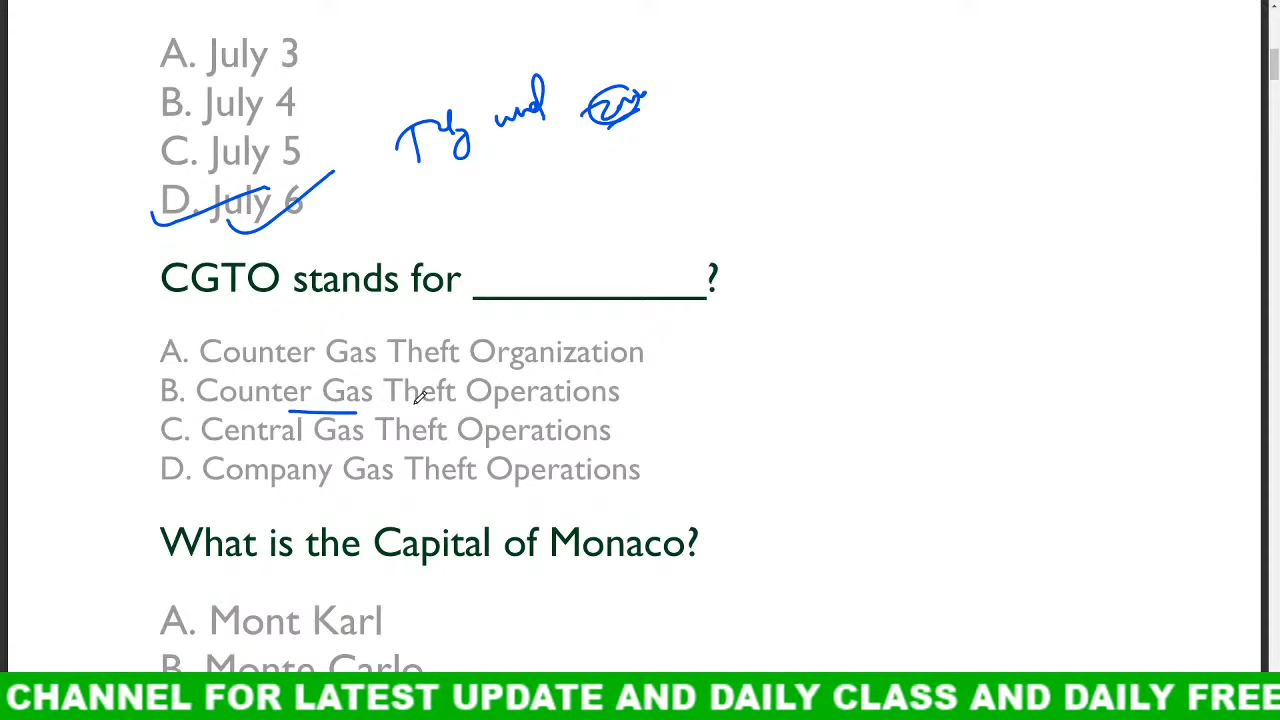 A. July 3
B. July 4
C. July 5
D. July 6
CGTO stands for ___________?
A. Counter Gas Theft Organization
B. Counter Gas Theft Operations
C. Central Gas Theft Operations
D. Company Gas Theft Operations
What is the Capital of Monaco?
A. Mont Karl
B. Monte Carlo
CHANNEL FOR LATEST UPDATE AND DAILY CLASS AND DAILY FREE